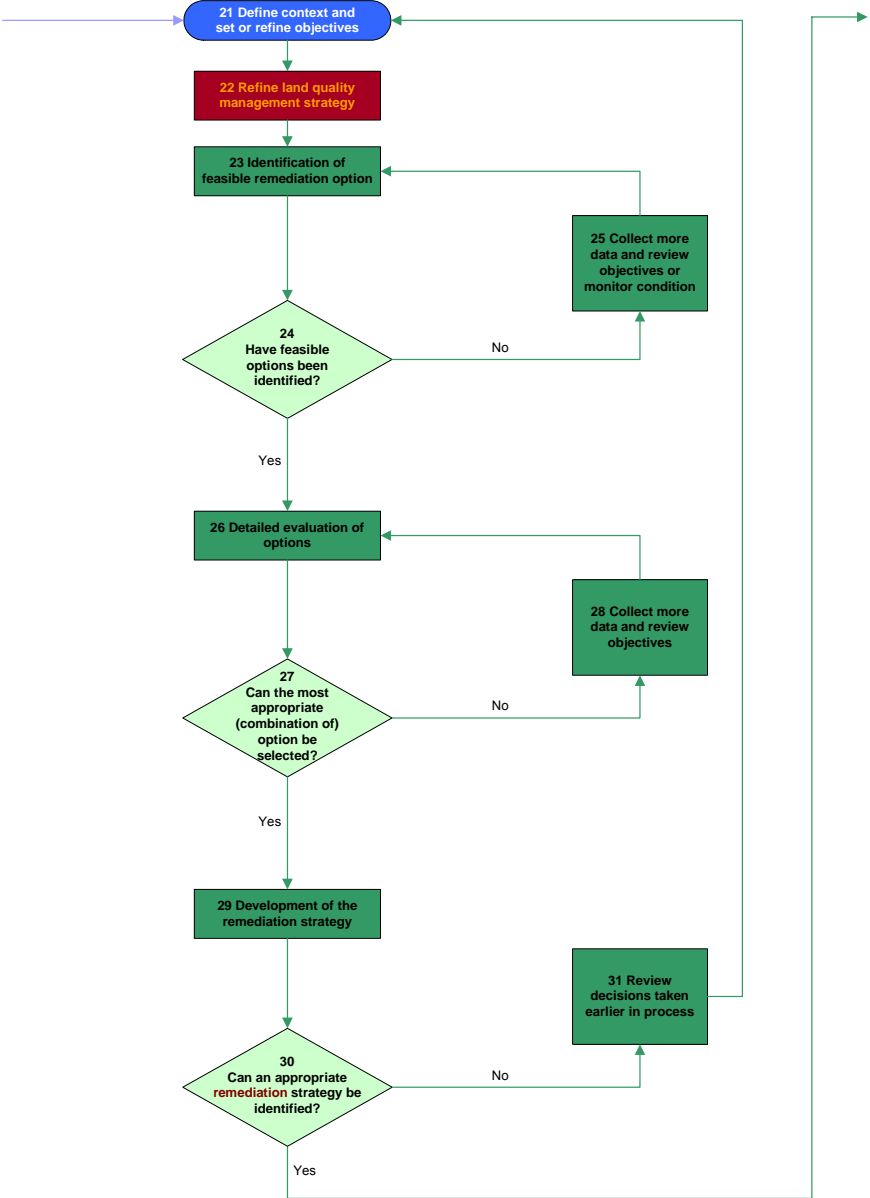 21 Define context and
set or refine objectives
22 Refine land quality
management strategy
23 Identification of
feasible remediation option
25 Collect more
data and review
objectives or
monitor condition
24
Have feasible
options been
identified?
No
Yes
26 Detailed evaluation of
options
28 Collect more
data and review
objectives
27
Can the most
appropriate
(combination of)
option be
selected?
No
Yes
29 Development of the
remediation strategy
31 Review
decisions taken
earlier in process
30
Can an appropriate
remediation strategy be
identified?
No
Yes